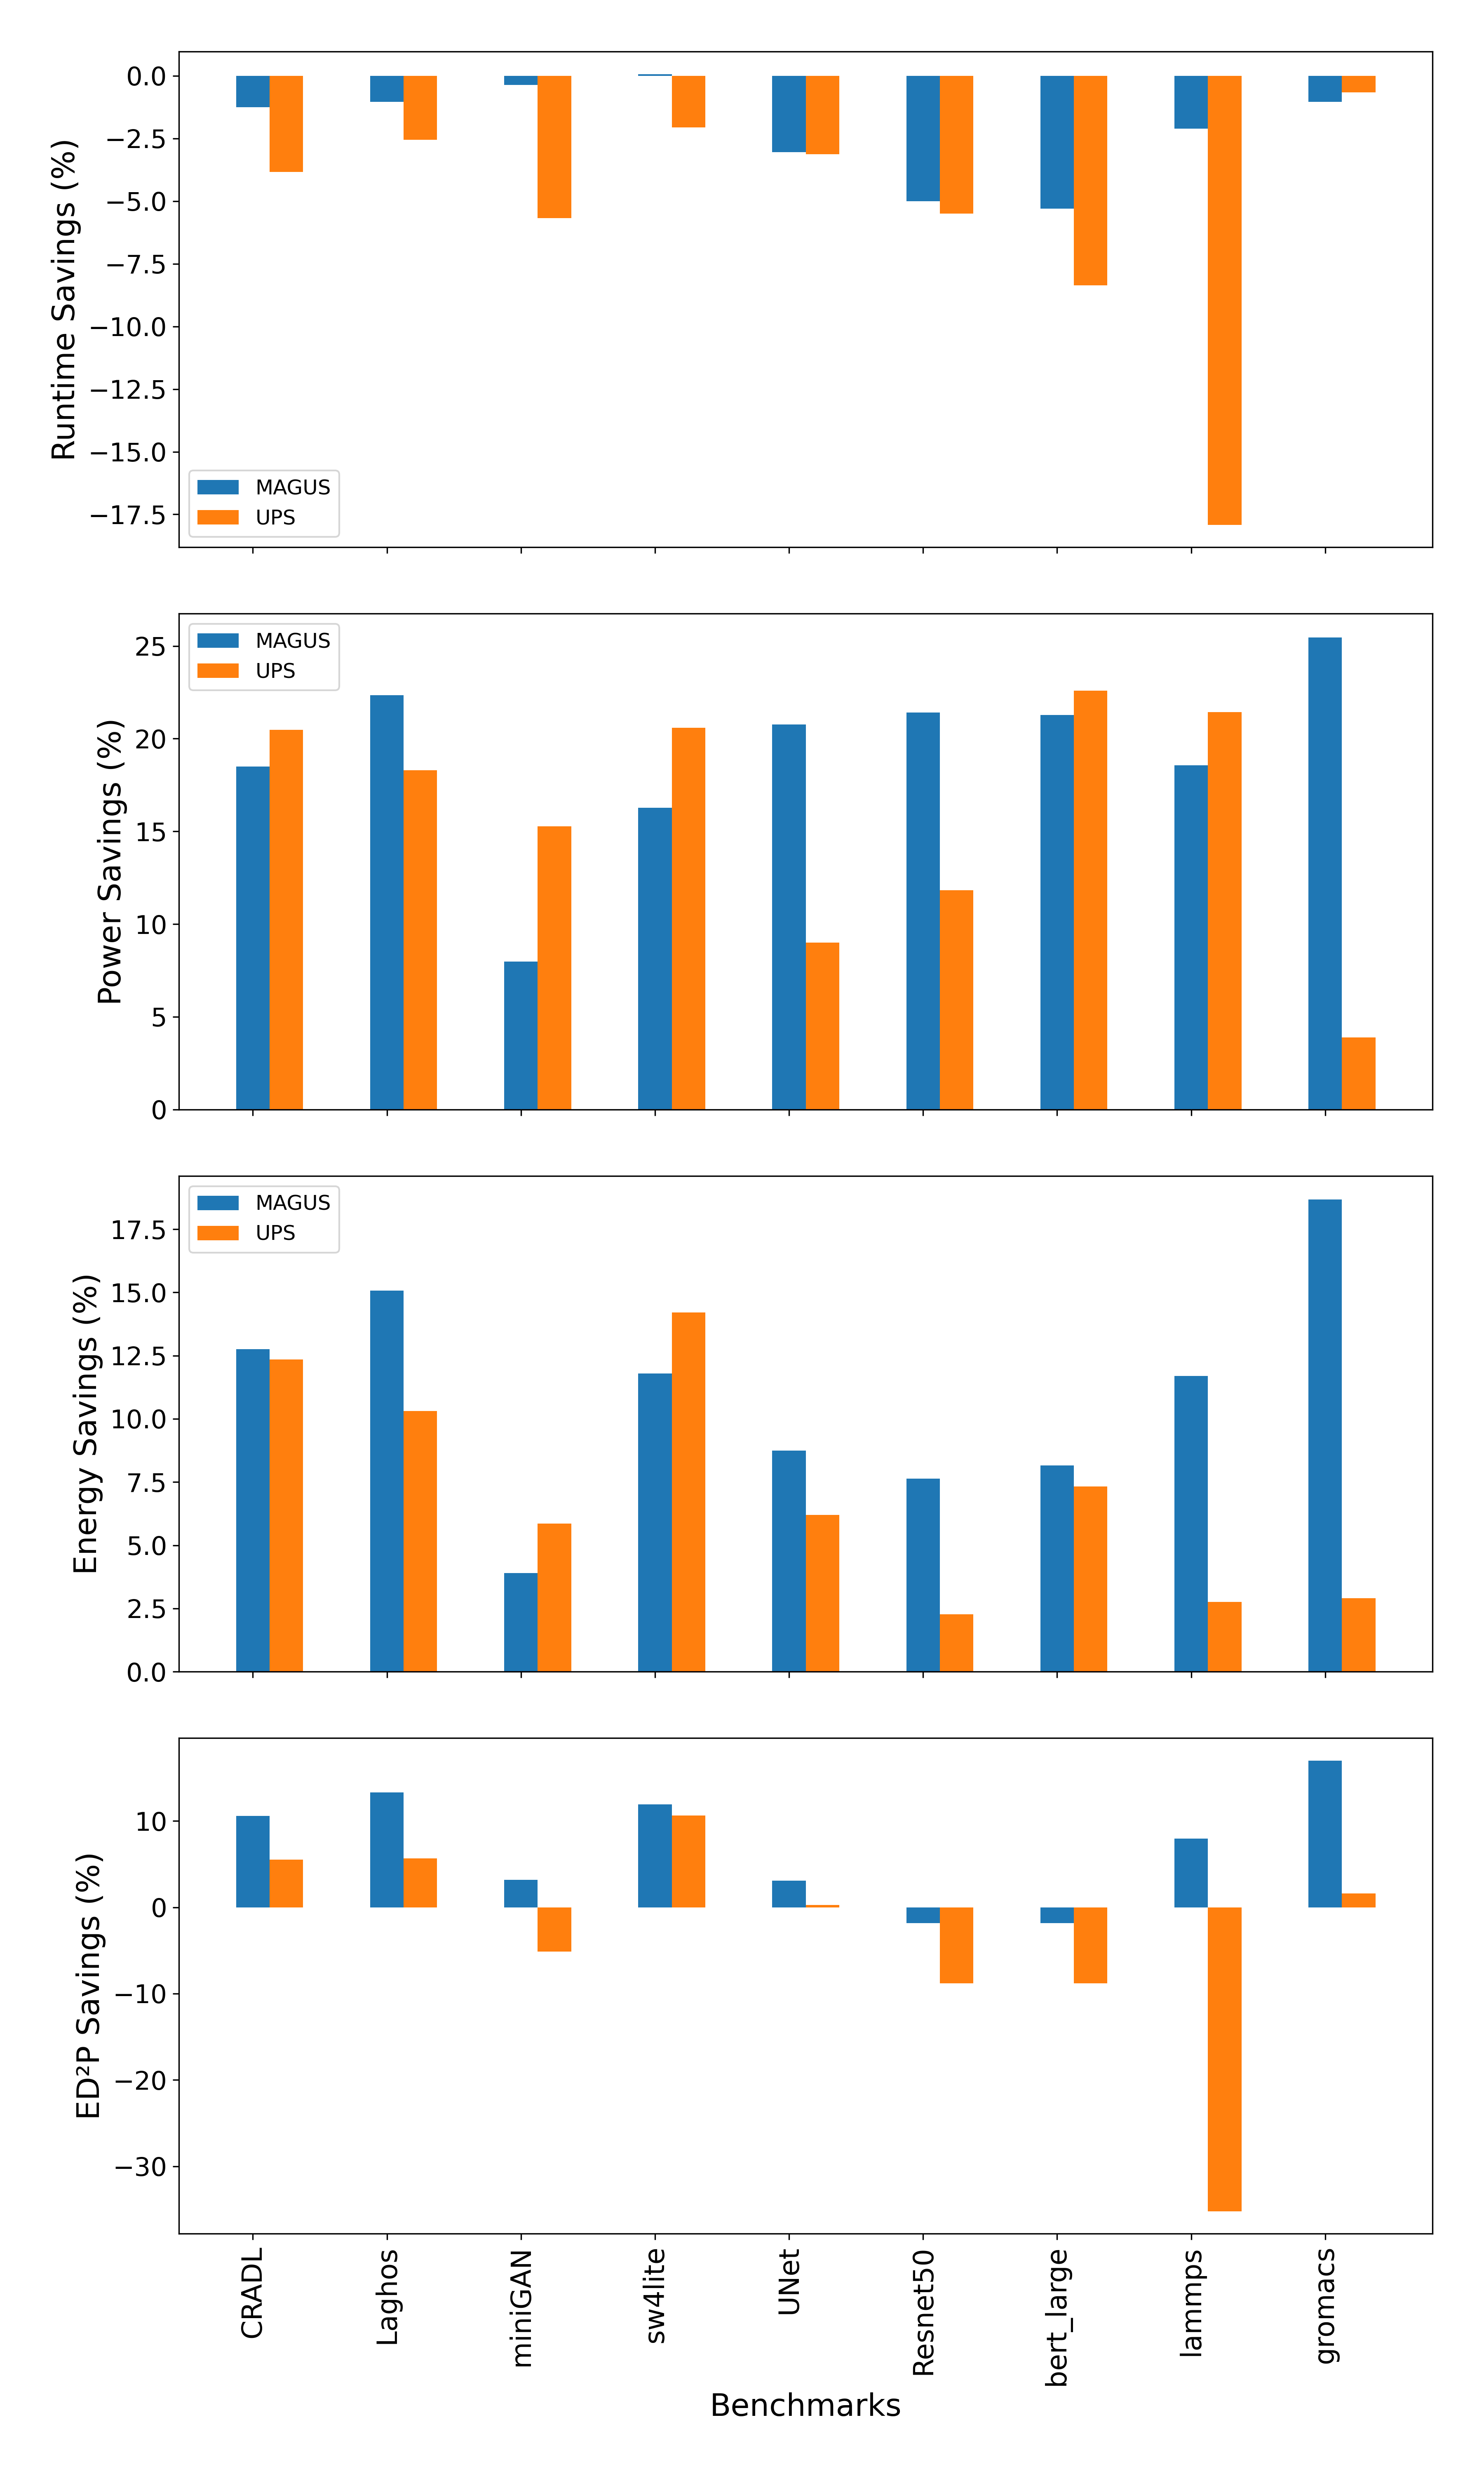 Runtime Savings (%)
0.0
−2.5
−5.0
−7.5
−10.0
−12.5
−15.0
−17.5
MAGUS
UPS
Power Savings (%)
25
20
15
10
5
0
MAGUS
UPS
Energy Savings (%)
17.5
15.0
12.5
10.0
7.5
5.0
2.5
0.0
MAGUS
UPS
ED²P Savings (%)
10
0
−10
−20
−30
CRADL
Laghos
miniGAN
sw4lite
UNet
Resnet50
bert_large
lammps
gromacs
Benchmarks